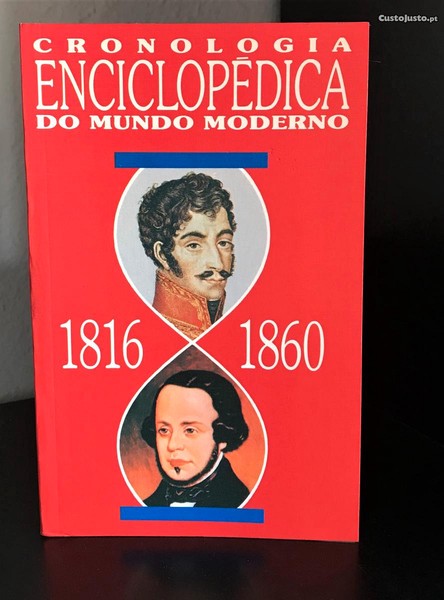 CustoJusto.pt
CRONOLOGIA
ENCICLOPÉDICA
DO MUNDO MODERNO
1816 1860